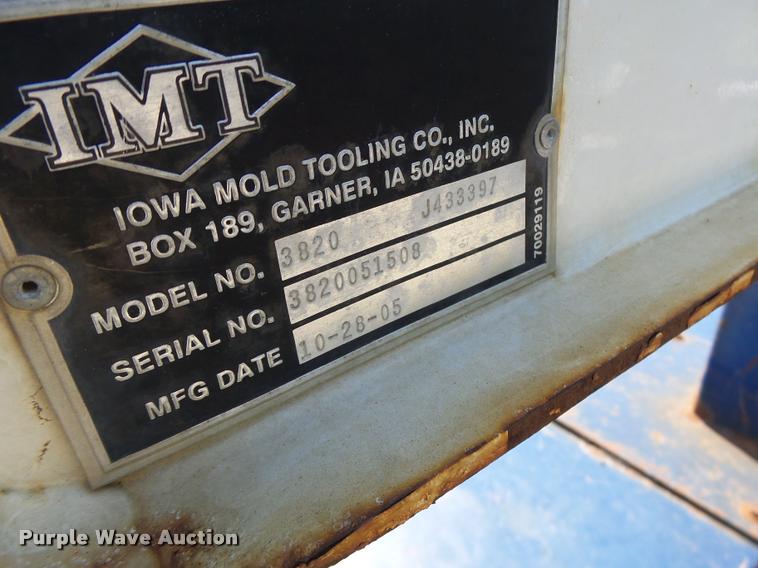 IMT
IOWA MOLD TOOLING CO., INC.
BOX 189, GARNER, IA 50438-0189
MODEL NO. 3820 J433397
SERIAL NO. 3820051508
MFG DATE 10-28-05
70029119
Purple Wave Auction